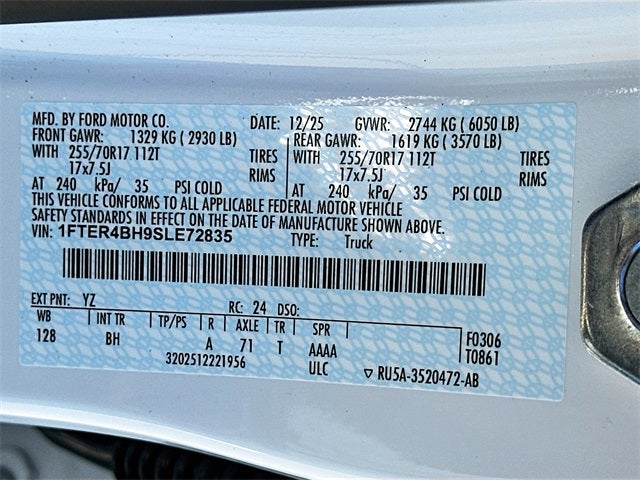 MFD. BY FORD MOTOR CO. DATE: 12/25 GVWR: 2744 KG ( 6050 LB)
FRONT GAWR: 1329 KG ( 2930 LB) REAR GAWR: 1619 KG ( 3570 LB)
WITH 255/70R17 112T TIRES WITH 255/70R17 112T TIRES
17x7.5J RIMS 17x7.5J RIMS
AT 240 kPa/ 35 PSI COLD AT 240 kPa/ 35 PSI COLD
THIS VEHICLE CONFORMS TO ALL APPLICABLE FEDERAL MOTOR VEHICLE
SAFETY STANDARDS IN EFFECT ON THE DATE OF MANUFACTURE SHOWN ABOVE.
VIN: 1FTER4BH9SLE72835 TYPE: Truck
EXT PNT: YZ RC: 24 DSO:
WB INT TR TP/PS R AXLE TR SPR F0306
128 BH A 71 T AAAA T0861
3202512221956 ULC ▽ RU5A-3520472-AB